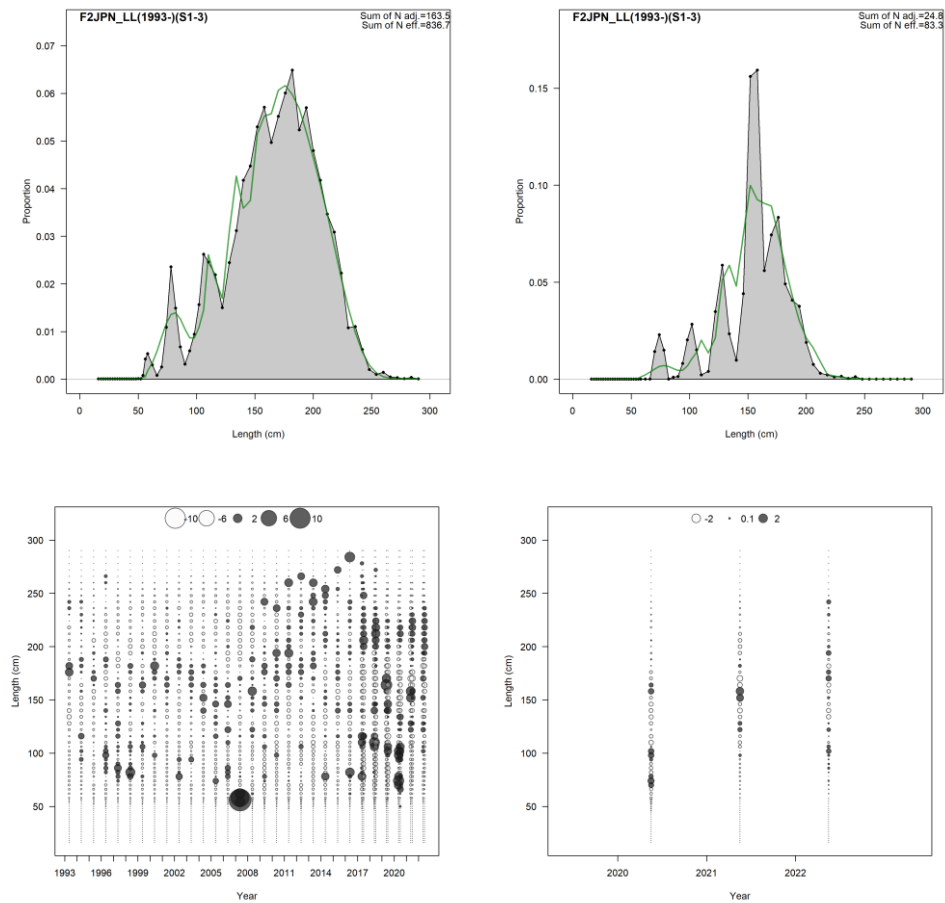 F2JPN_LL(1993-)(S1-3)
Sum of N adj.=163.5
Sum of N eff.=836.7
0.07
0.06
0.05
0.04
0.03
0.02
0.01
0.00
Proportion
0 50 100 150 200 250 300
Length (cm)
F2JPN_LL(1993-)(S1-3)
Sum of N adj.=24.8
Sum of N eff.=83.3
0.15
0.10
0.05
0.00
Proportion
0 50 100 150 200 250 300
Length (cm)
-10 -6 2 6 10
300
250
200
150
100
50
Length (cm)
1993 1996 1999 2002 2005 2008 2011 2014 2017 2020
Year
-2 0.1 2
300
250
200
150
100
50
Length (cm)
2020 2021 2022
Year